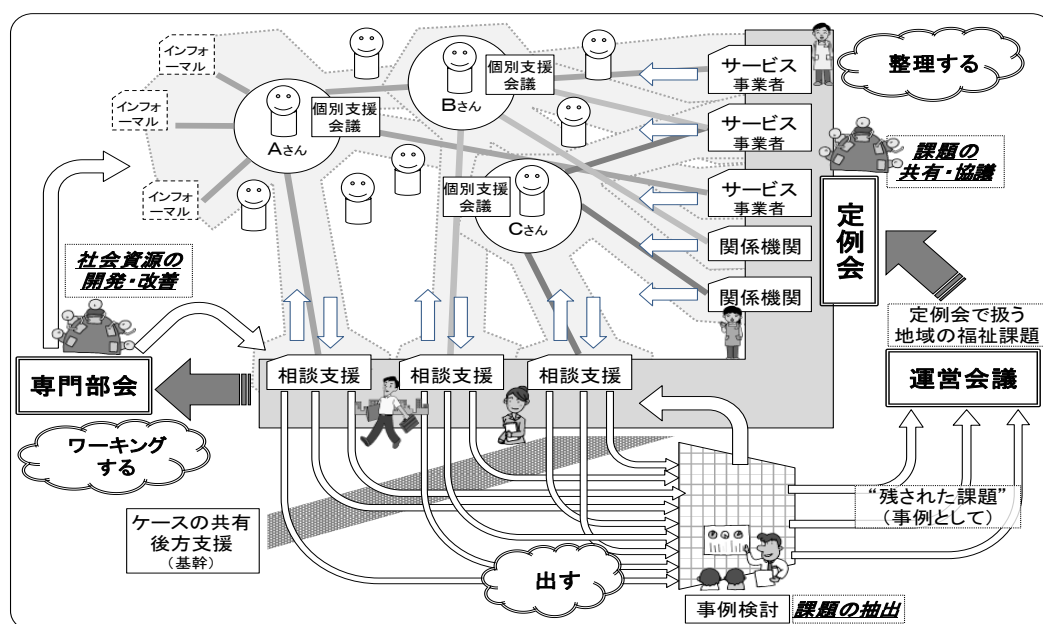 インフォ
ーマル
インフォ
ーマル
インフォ
ーマル
Aさん
個別支援
会議
Bさん
個別支援
会議
Cさん
個別支援
会議
サービス
事業者
サービス
事業者
サービス
事業者
関係機関
関係機関
整理する
課題の
共有・協議
定例会
定例会で扱う
地域の福祉課題
運営会議
社会資源の
開発・改善
専門部会
ワーキング
する
相談支援
相談支援
相談支援
ケースの共有
後方支援
(基幹)
出す
“残された課題”
(事例として)
事例検討
課題の抽出